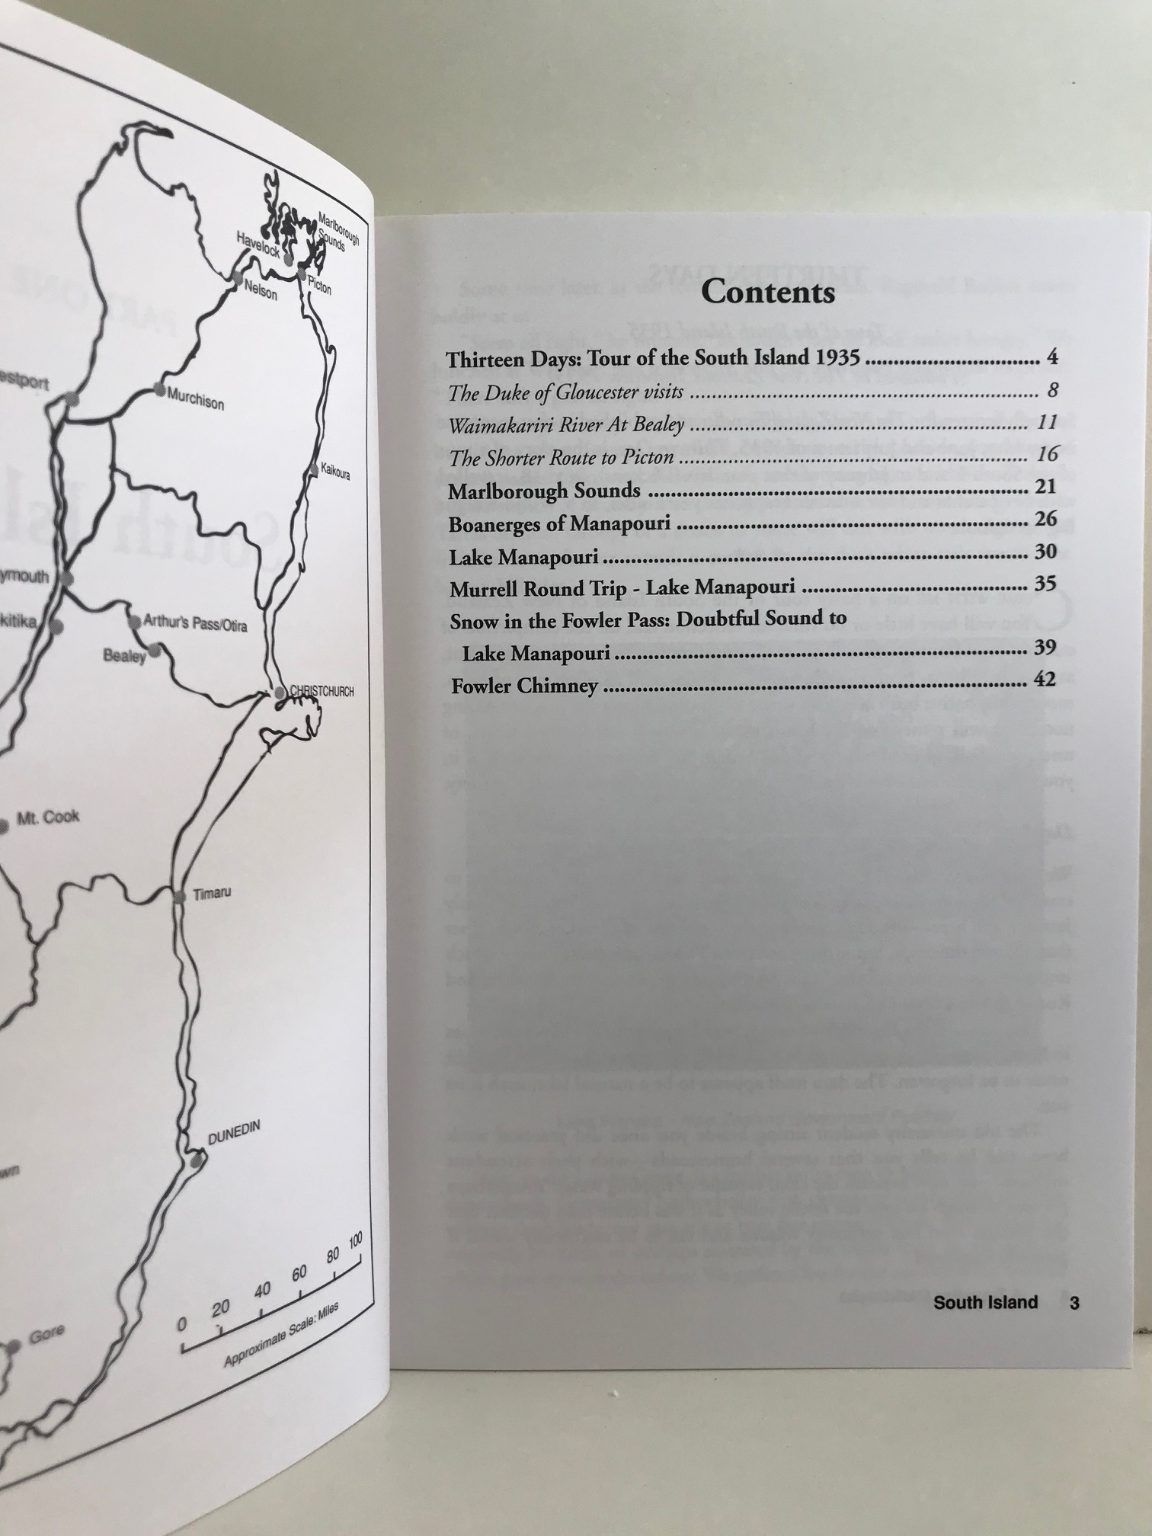 Marlborough
Sounds
Havelock
Picton
Nelson
Murchison
Kaikoura
Arthur's Pass/Otira
Bealey
CHRISTCHURCH
Mt. Cook
Timaru
DUNEDIN
Gore
0 20 40 60 80 100
Approximate Scale: Miles
Contents
Thirteen Days: Tour of the South Island 1935 ................................ 4
The Duke of Gloucester visits ................................ 8
Waimakariri River At Bealey ................................ 11
The Shorter Route to Picton ................................ 16
Marlborough Sounds ................................ 21
Boanerges of Manapouri ................................ 26
Lake Manapouri ................................ 30
Murrell Round Trip - Lake Manapouri ................................ 35
Snow in the Fowler Pass: Doubtful Sound to
Lake Manapouri ................................ 39
Fowler Chimney ................................ 42
South Island 3